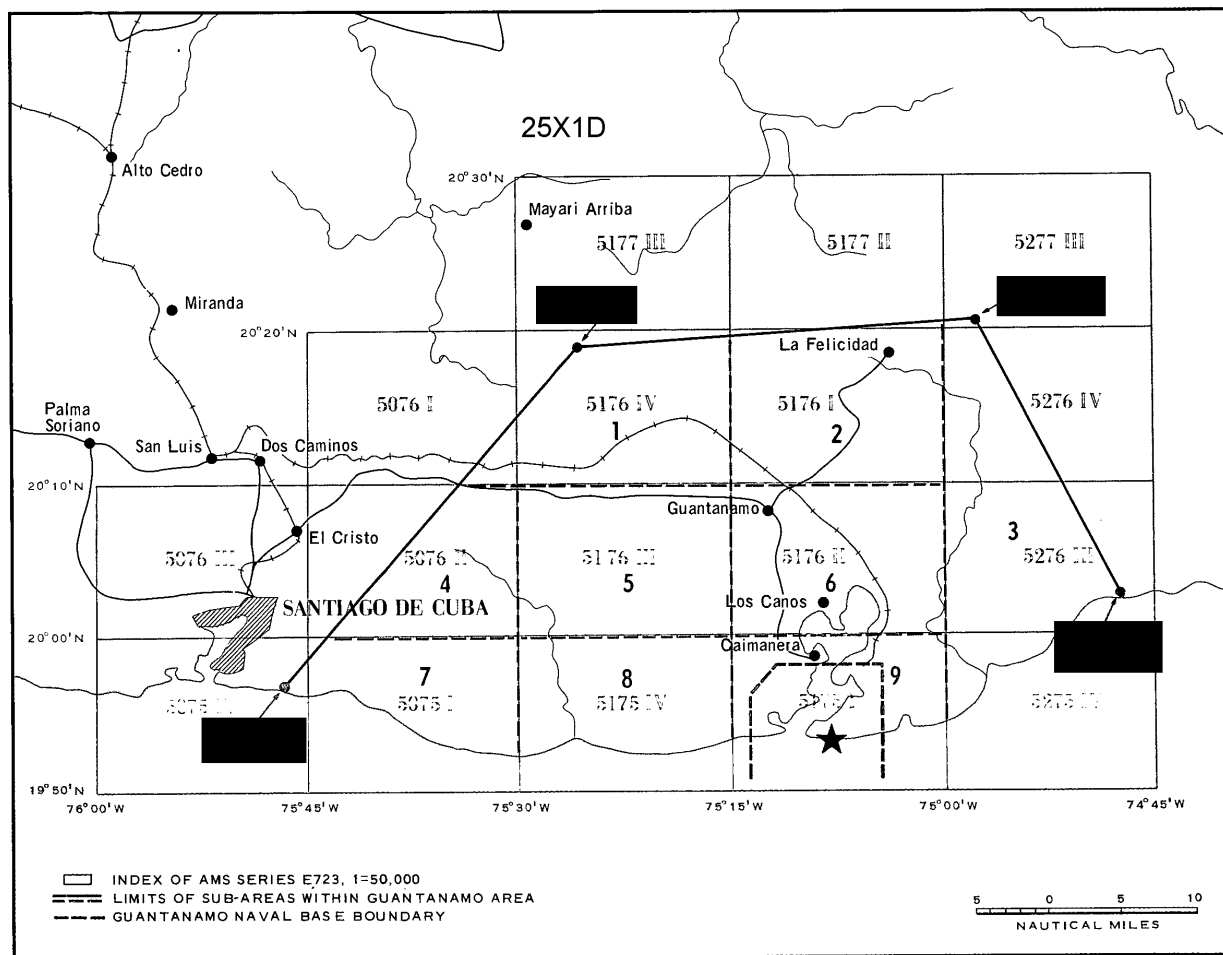 25X1D
Alto Cedro
20°30'N
Mayari Arriba
5177 III
5177 II
5277 III
Miranda
20°20'N
La Felicidad
5076 I
5176 IV
5176 I
5276 IV
1
2
Palma
Soriano
San Luis
Dos Caminos
20°10'N
Guantanamo
El Cristo
5076 III
5076 II
5176 III
5176 II
3
5276 III
4
5
6
Los Canos
SANTIAGO DE CUBA
20°00'N
Caimanera
7
8
9
5075 I
5175 IV
5275 IV
19°50'N
76°00'W
75°45'W
75°30'W
75°15'W
75°00'W
74°45'W
INDEX OF AMS SERIES E723, 1=50,000
LIMITS OF SUB-AREAS WITHIN GUANTANAMO AREA
GUANTANAMO NAVAL BASE BOUNDARY
5 0 10
NAUTICAL MILES